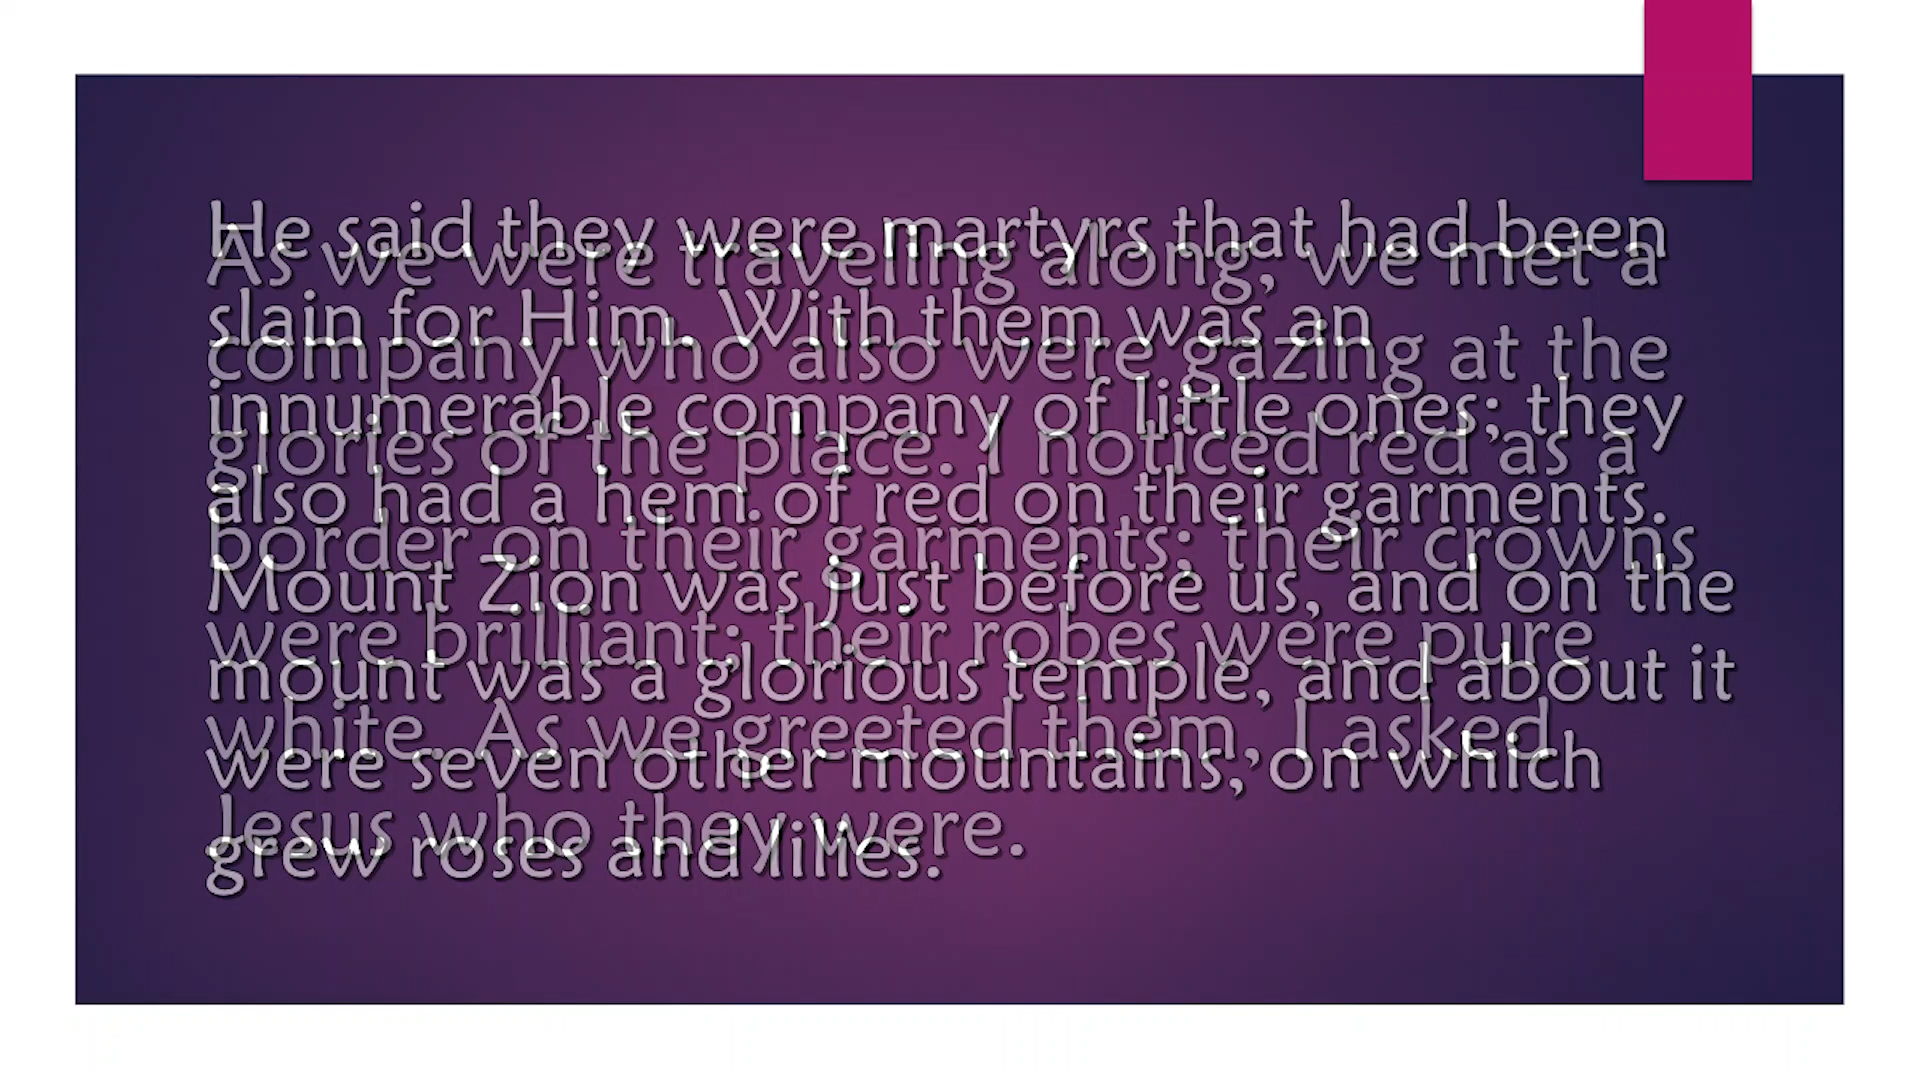 As we were traveling along, we met a
company who also were gazing at the
glories of the place. I noticed red as a
border on their garments; their crowns
were brilliant; their robes were pure
white. As we greeted them, I asked
Jesus who they were.
He said they were martyrs that had been
slain for Him. With them was an
innumerable company of little ones; they
also had a hem of red on their garments.
Mount Zion was just before us, and on the
mount was a glorious temple, and about it
were seven other mountains, on which
grew roses and lilies.